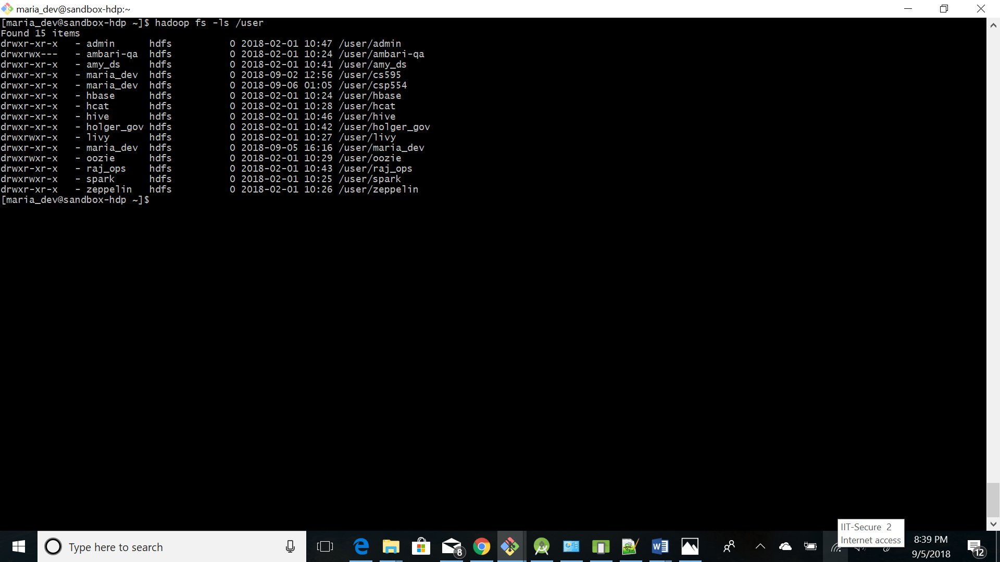 maria_dev@sandbox-hdp:~
[maria_dev@sandbox-hdp ~]$ hadoop fs -ls /user
Found 15 items
drwxr-xr-x   - admin      hdfs          0 2018-02-01 10:47 /user/admin
drwxrwx---   - ambari-qa  hdfs          0 2018-02-01 10:24 /user/ambari-qa
drwxr-xr-x   - amy_ds     hdfs          0 2018-02-01 10:41 /user/amy_ds
drwxr-xr-x   - maria_dev  hdfs          0 2018-09-02 12:56 /user/cs595
drwxr-xr-x   - maria_dev  hdfs          0 2018-09-06 01:05 /user/csp554
drwxr-xr-x   - hbase      hdfs          0 2018-02-01 10:24 /user/hbase
drwxr-xr-x   - hcat       hdfs          0 2018-02-01 10:28 /user/hcat
drwxr-xr-x   - hive       hdfs          0 2018-02-01 10:46 /user/hive
drwxr-xr-x   - holger_gov hdfs          0 2018-02-01 10:42 /user/holger_gov
drwxrwxr-x   - livy       hdfs          0 2018-02-01 10:27 /user/livy
drwxr-xr-x   - maria_dev  hdfs          0 2018-09-05 16:16 /user/maria_dev
drwxrwxr-x   - oozie      hdfs          0 2018-02-01 10:29 /user/oozie
drwxr-xr-x   - raj_ops    hdfs          0 2018-02-01 10:43 /user/raj_ops
drwxrwxr-x   - spark      hdfs          0 2018-02-01 10:25 /user/spark
drwxr-xr-x   - zeppelin   hdfs          0 2018-02-01 10:26 /user/zeppelin
[maria_dev@sandbox-hdp ~]$
IIT-Secure 2
Internet access
Type here to search
8
8:39 PM
9/5/2018
12